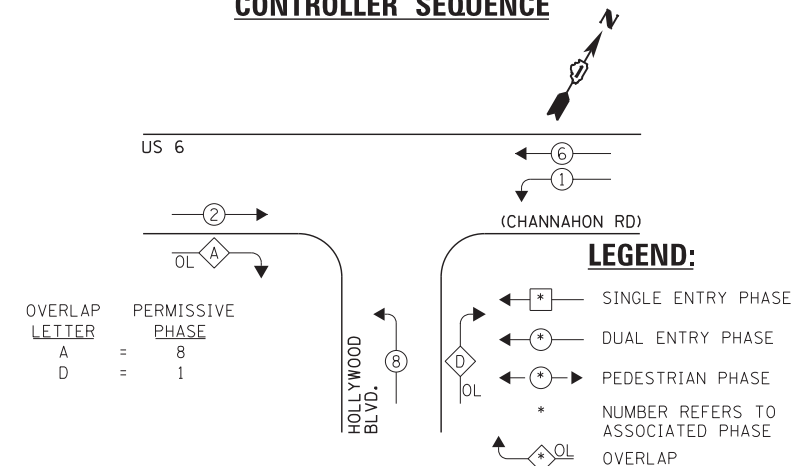 CONTROLLER SEQUENCE
N
US 6
6
1
2
(CHANNAHON RD)
A
OL
LEGEND:
* SINGLE ENTRY PHASE
* DUAL ENTRY PHASE
* PEDESTRIAN PHASE
* NUMBER REFERS TO
ASSOCIATED PHASE
* OL OVERLAP
OVERLAP PERMISSIVE
LETTER PHASE
A = 8
D = 1
HOLLYWOOD
BLVD.
8
D
OL